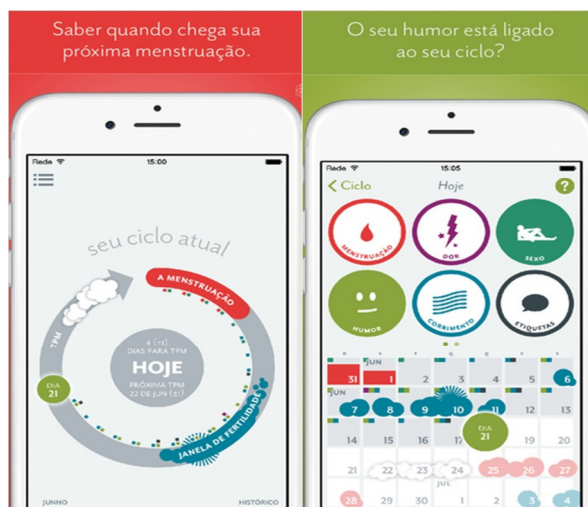 Saber quando chega sua
próxima menstruação.
Rede
15:00
seu ciclo atual
A MENSTRUAÇÃO
TPM
4 (±1)
DIAS PARA TPM
HOJE
PRÓXIMA TPM
22 DE JUN (±1)
DIA
21
JANELA DE FERTILIDADE
JUNHO
HISTÓRICO
O seu humor está ligado
ao seu ciclo?
Rede
15:05
Ciclo
Hoje
?
MENSTRUAÇÃO
DOR
SEXO
HUMOR
CORRIMENTO
ETIQUETAS
JUN
31 1 2 3 4 5 6
JUN
7 8 9 10 11 12 13
14 15 16 17
DIA
21
19 20
21 22 23 24 25 26 27
JUL
28 29 30 1 2 3 4